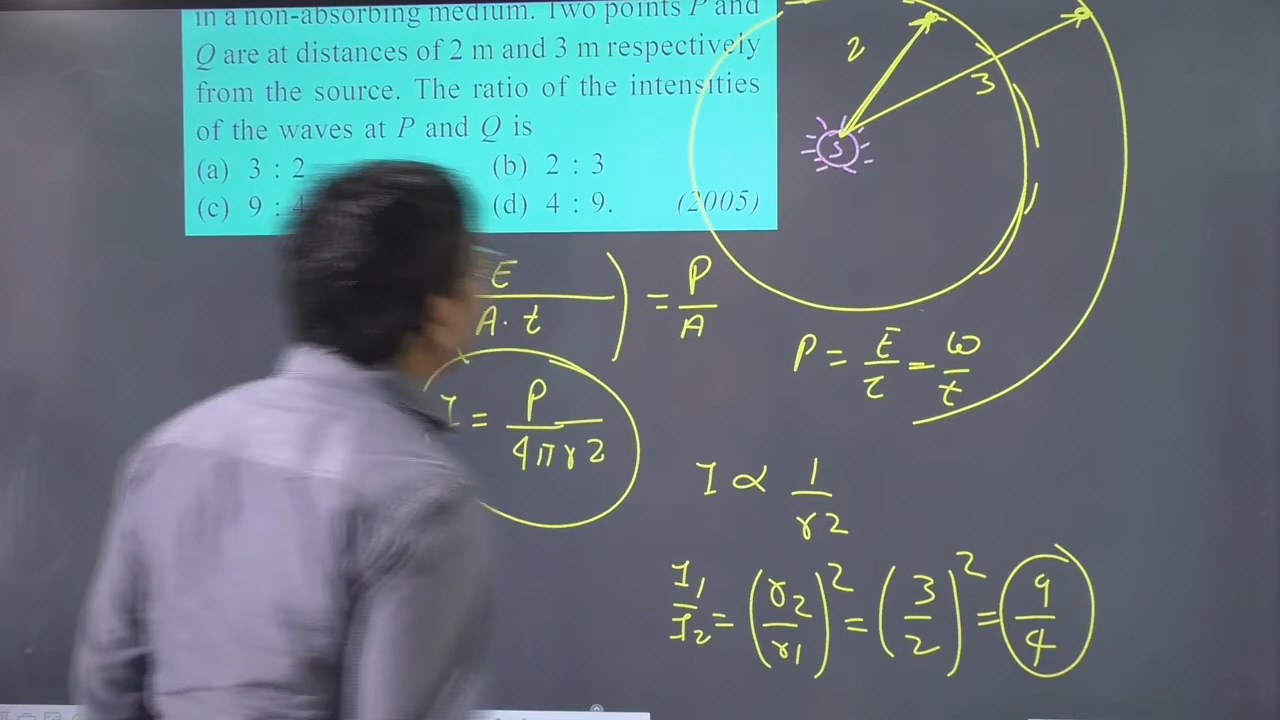 in a non-absorbing medium. Two points P and
Q are at distances of 2 m and 3 m respectively
from the source. The ratio of the intensities
of the waves at P and Q is
(a) 3 : 2 (b) 2 : 3
(c) 9 : 4 (d) 4 : 9. (2005)
2
3
S
E / A. t ) = P / A
P = E / t = W / t
I = P / 4πr2
I ∝ 1 / r2
I1 / I2 = (r2 / r1)2 = (3 / 2)2 = 9 / 4